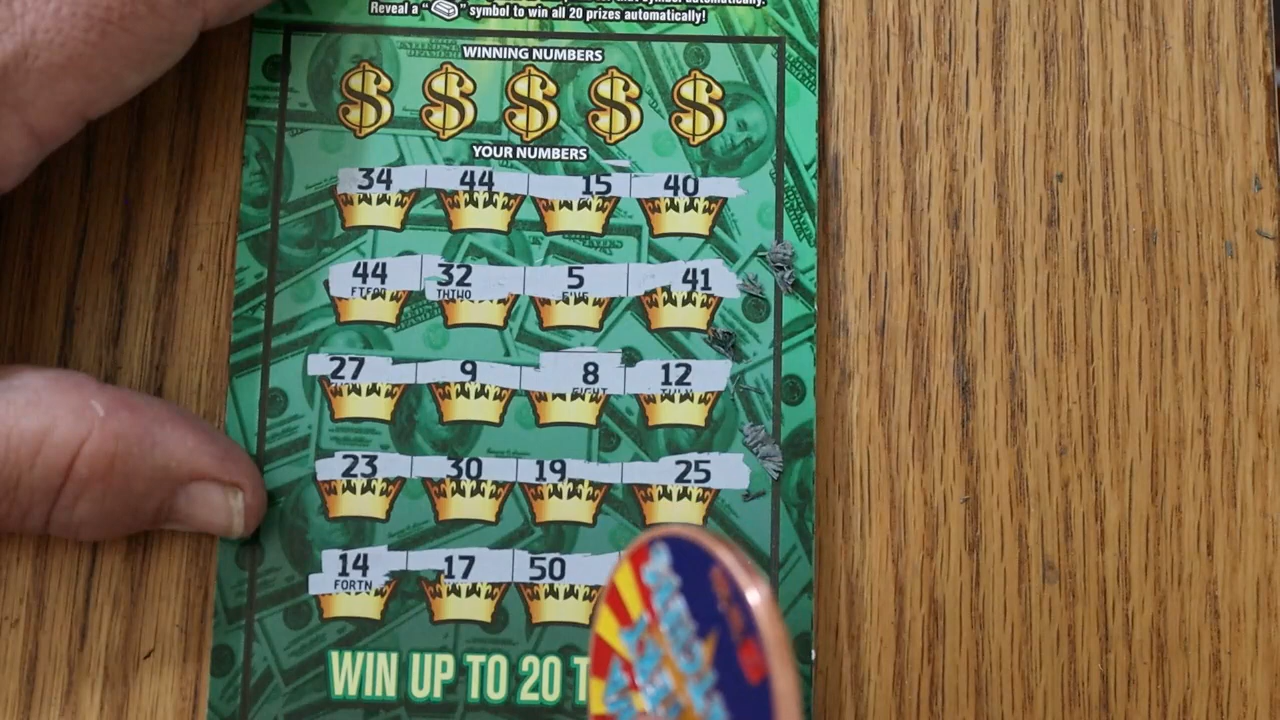 Reveal a " " symbol to win all 20 prizes automatically!
WINNING NUMBERS
$ $ $ $ $
YOUR NUMBERS
34 44 15 40
44 32 5 41
27 9 8 12
23 30 19 25
14 17 50
FORTN
WIN UP TO 20